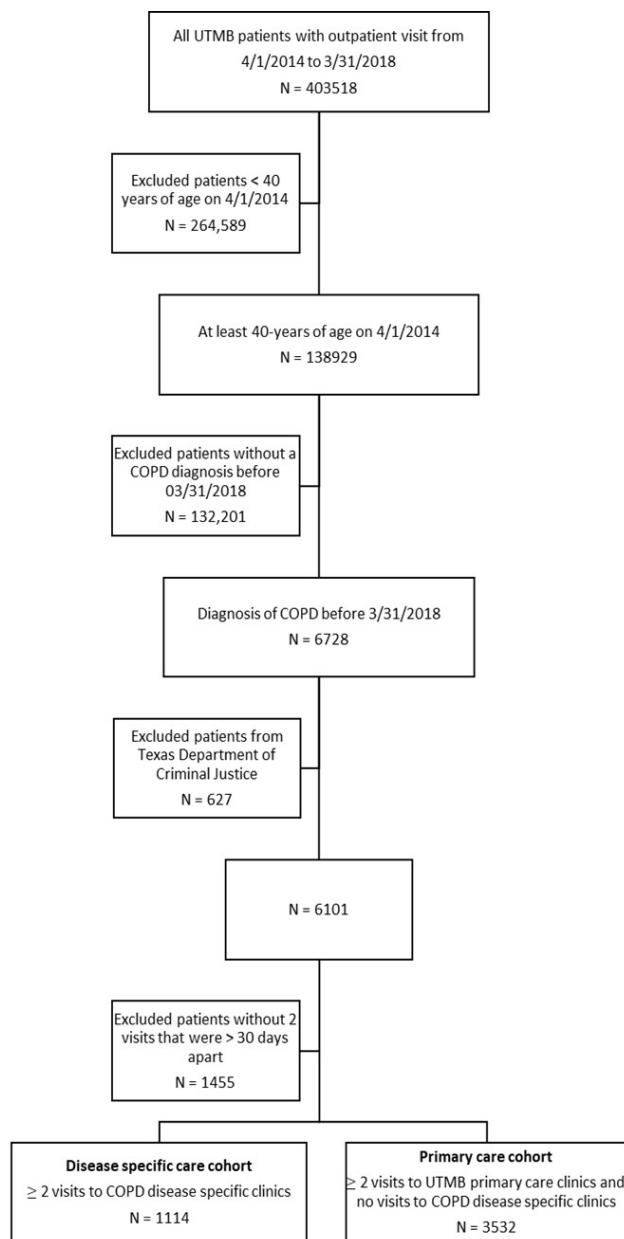 All UTMB patients with outpatient visit from
4/1/2014 to 3/31/2018
N = 403518
Excluded patients < 40
years of age on 4/1/2014
N = 264,589
At least 40-years of age on 4/1/2014
N = 138929
Excluded patients without a
COPD diagnosis before
03/31/2018
N = 132,201
Diagnosis of COPD before 3/31/2018
N = 6728
Excluded patients from
Texas Department of
Criminal Justice
N = 627
N = 6101
Excluded patients without 2
visits that were > 30 days
apart
N = 1455
Disease specific care cohort
≥ 2 visits to COPD disease specific clinics
N = 1114
Primary care cohort
≥ 2 visits to UTMB primary care clinics and
no visits to COPD disease specific clinics
N = 3532